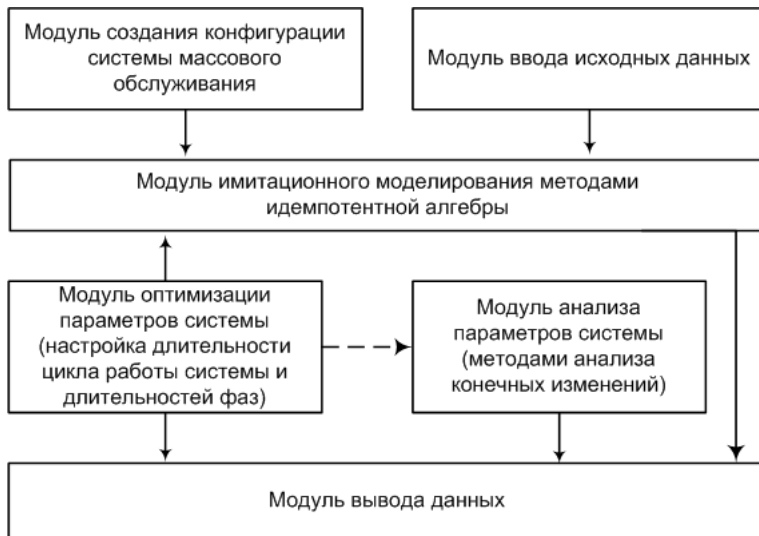 Модуль создания конфигурации
системы массового
обслуживания
Модуль ввода исходных данных
Модуль имитационного моделирования методами
идемпотентной алгебры
Модуль оптимизации
параметров системы
(настройка длительности
цикла работы системы и
длительностей фаз)
Модуль анализа
параметров системы
(методами анализа
конечных изменений)
Модуль вывода данных